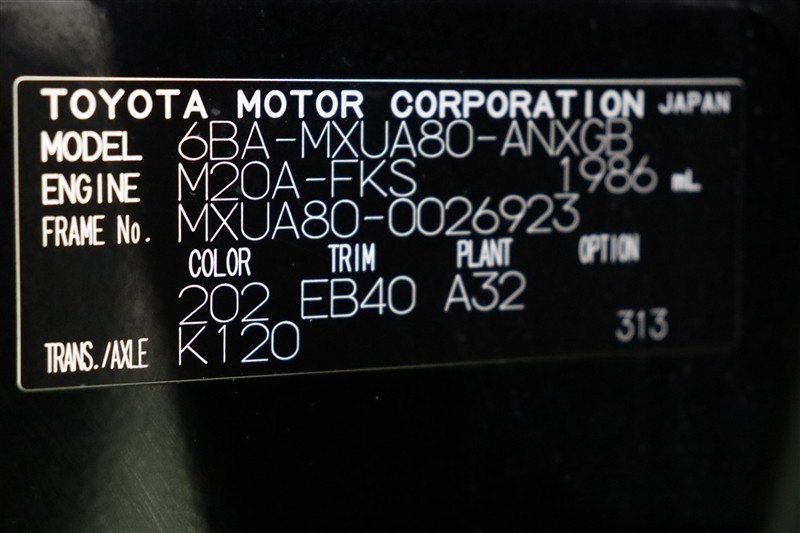 TOYOTA MOTOR CORPORATION JAPAN
MODEL 6BA-MXUA80-ANXGB
ENGINE M20A-FKS 1986 mL
FRAME No. MXUA80-0026923
COLOR TRIM PLANT OPTION
202 EB40 A32
TRANS./AXLE K120 313